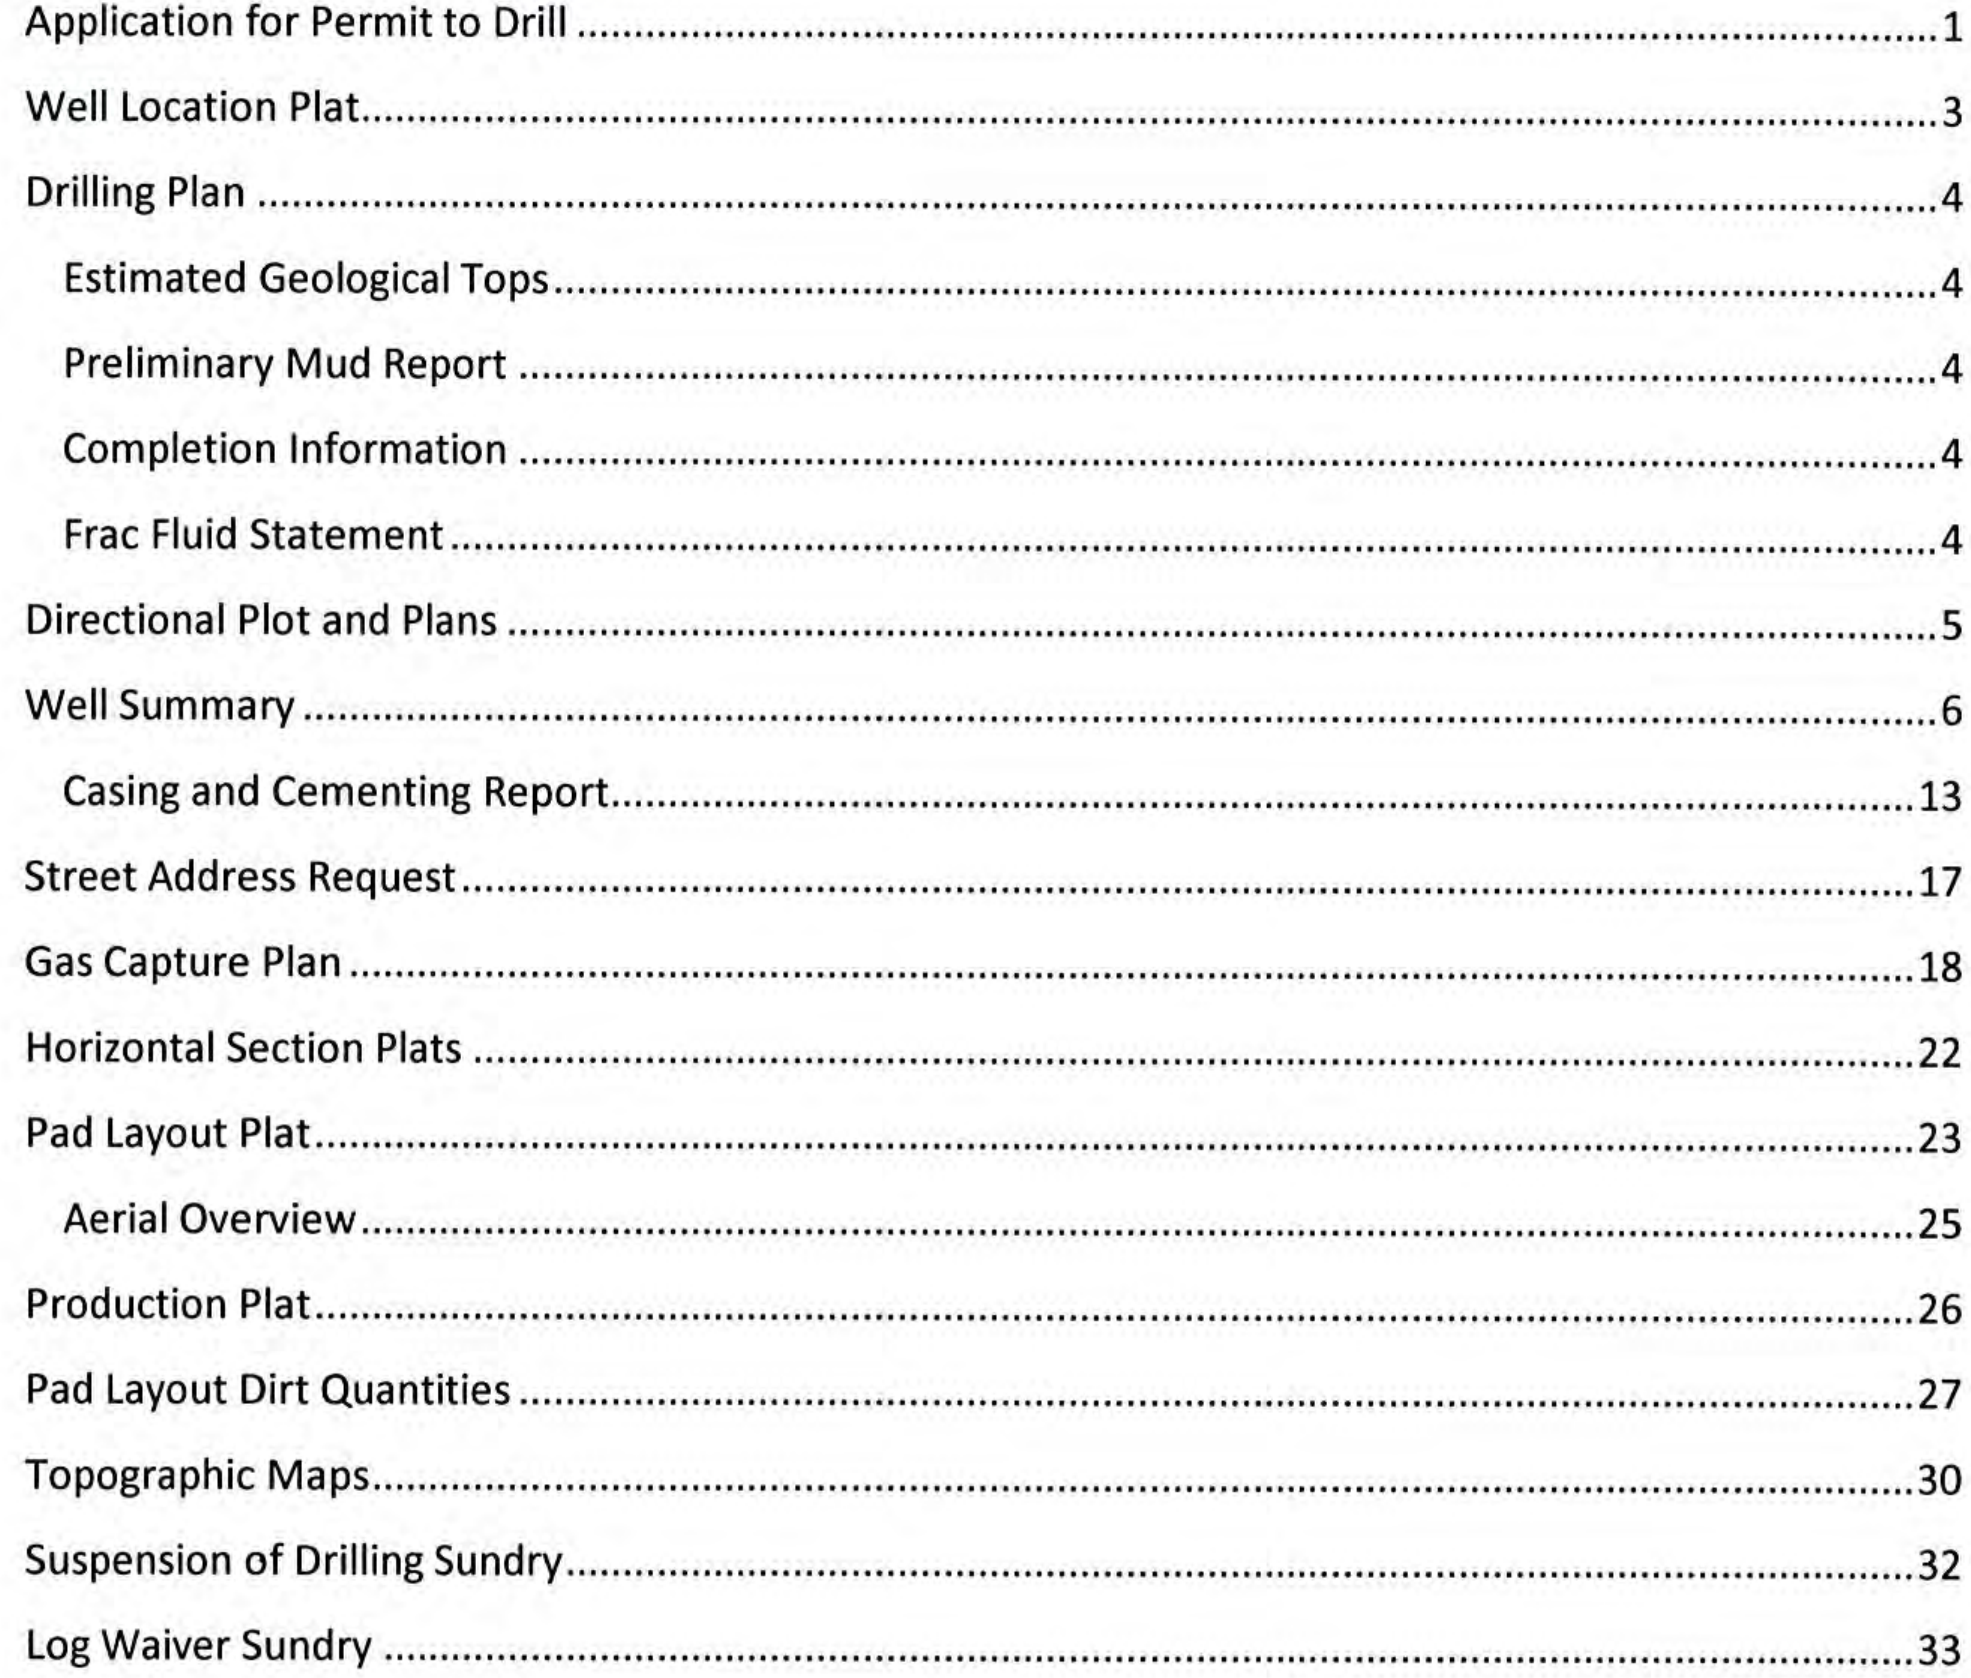 Application for Permit to Drill ........................................ 1
Well Location Plat........................................ 3
Drilling Plan ........................................ 4
Estimated Geological Tops........................................ 4
Preliminary Mud Report ........................................ 4
Completion Information ........................................ 4
Frac Fluid Statement........................................ 4
Directional Plot and Plans ........................................ 5
Well Summary ........................................ 6
Casing and Cementing Report........................................ 13
Street Address Request........................................ 17
Gas Capture Plan ........................................ 18
Horizontal Section Plats ........................................ 22
Pad Layout Plat........................................ 23
Aerial Overview........................................ 25
Production Plat........................................ 26
Pad Layout Dirt Quantities ........................................ 27
Topographic Maps........................................ 30
Suspension of Drilling Sundry........................................ 32
Log Waiver Sundry ........................................ 33